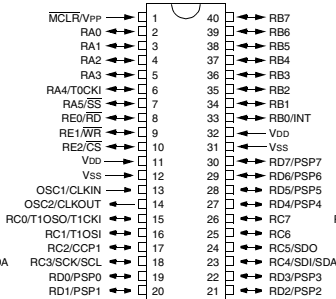 MCLR/VPP 1 40 RB7
RA0 2 39 RB6
RA1 3 38 RB5
RA2 4 37 RB4
RA3 5 36 RB3
RA4/T0CKI 6 35 RB2
RA5/SS 7 34 RB1
RE0/RD 8 33 RB0/INT
RE1/WR 9 32 VDD
RE2/CS 10 31 VSS
VDD 11 30 RD7/PSP7
VSS 12 29 RD6/PSP6
OSC1/CLKIN 13 28 RD5/PSP5
OSC2/CLKOUT 14 27 RD4/PSP4
RC0/T1OSO/T1CKI 15 26 RC7
RC1/T1OSI 16 25 RC6
RC2/CCP1 17 24 RC5/SDO
RC3/SCK/SCL 18 23 RC4/SDI/SDA
RD0/PSP0 19 22 RD3/PSP3
RD1/PSP1 20 21 RD2/PSP2